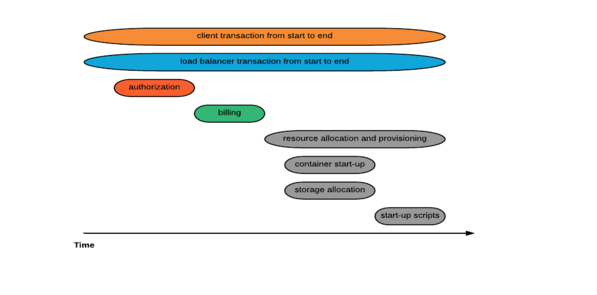 client transaction from start to end
load balancer transaction from start to end
authorization
billing
resource allocation and provisioning
container start-up
storage allocation
start-up scripts
Time